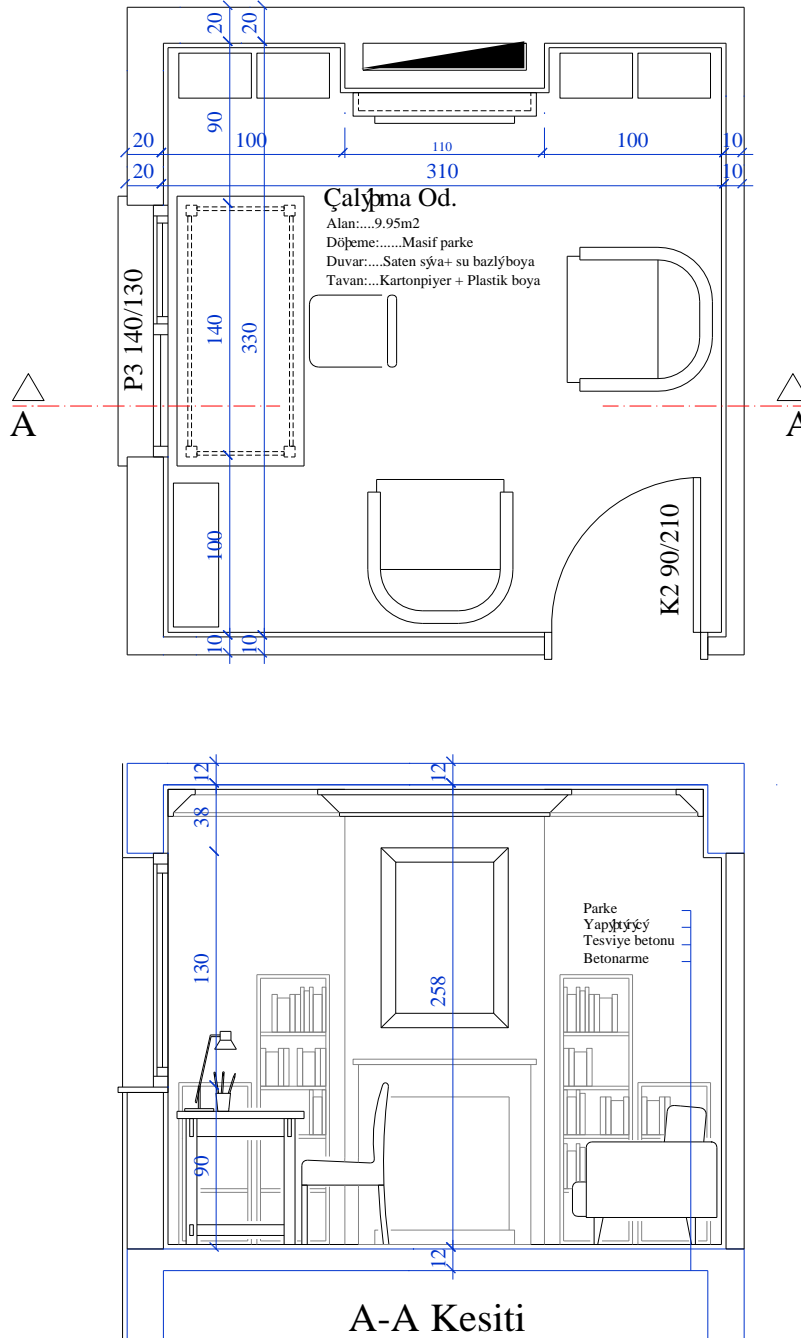 20 20
90
20 100 110 100 10
20 310 10
Çalýþma Od.
Alan:....9.95m2
Döþeme:......Masif parke
Duvar:....Saten sýva+ su bazlýboya
Tavan:...Kartonpiyer + Plastik boya
P3 140/130
140 330
A A
100
K2 90/210
10 10
12 12
38
Parke
Yapýþtýrýcý
Tesviye betonu
Betonarme
130
258
90
12
A-A Kesiti